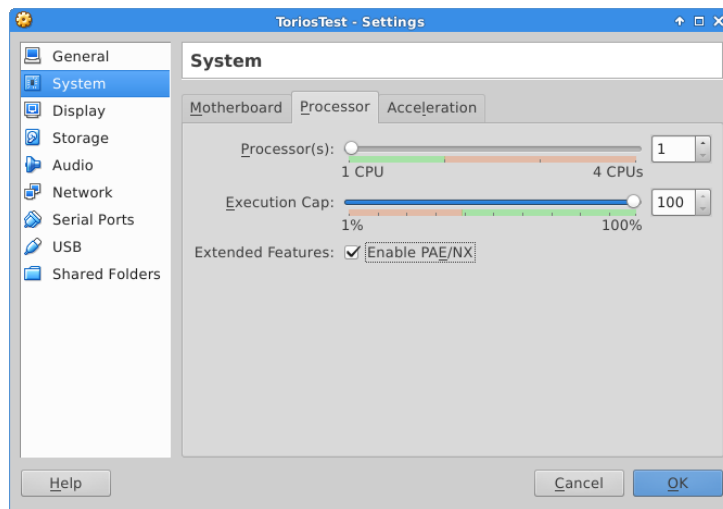 ToriosTest - Settings
General
System
Display
Storage
Audio
Network
Serial Ports
USB
Shared Folders
System
Motherboard Processor Acceleration
Processor(s): 1
1 CPU 4 CPUs
Execution Cap: 100
1% 100%
Extended Features: Enable PAE/NX
Help Cancel OK